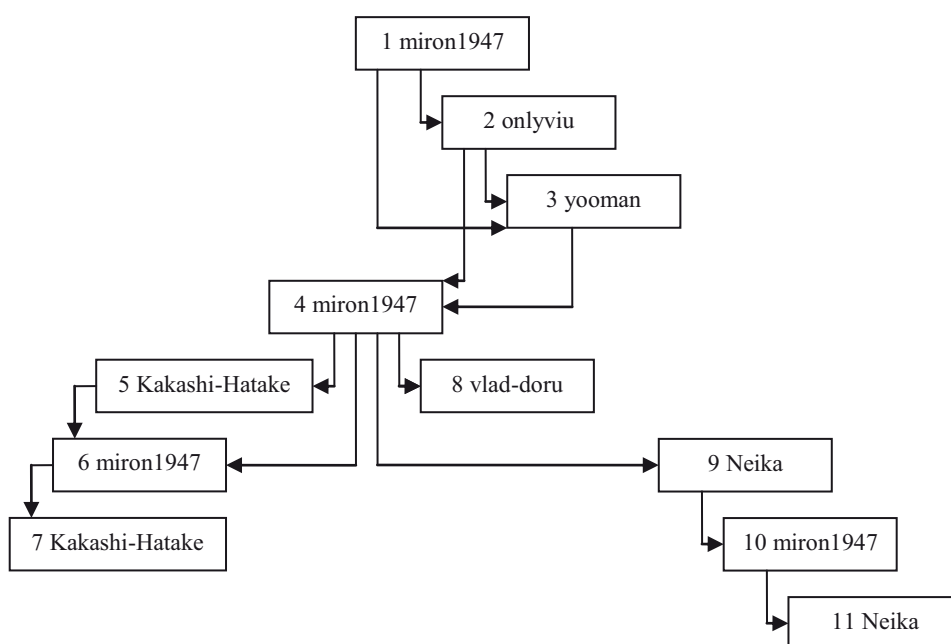 1 miron1947
2 onlyviu
3 yooman
4 miron1947
5 Kakashi-Hatake
8 vlad-doru
6 miron1947
9 Neika
7 Kakashi-Hatake
10 miron1947
11 Neika